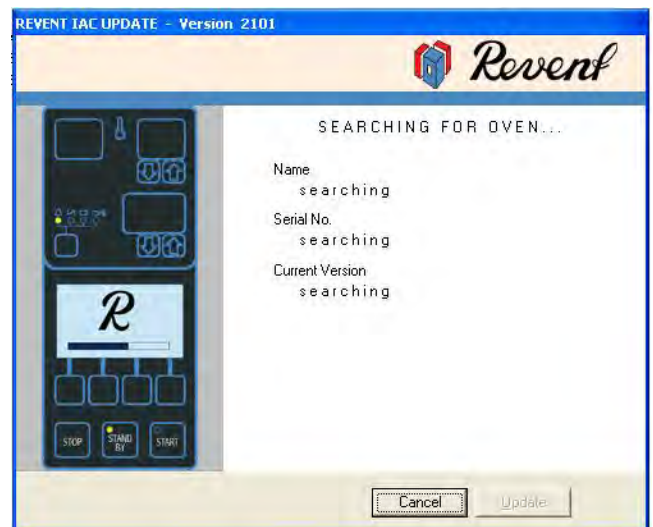 REVENT IAC UPDATE - Version 2101
Revent
SEARCHING FOR OVEN...
Name
searching
Serial No.
searching
Current Version
searching
R
STOP
STAND BY
START
Cancel
Update